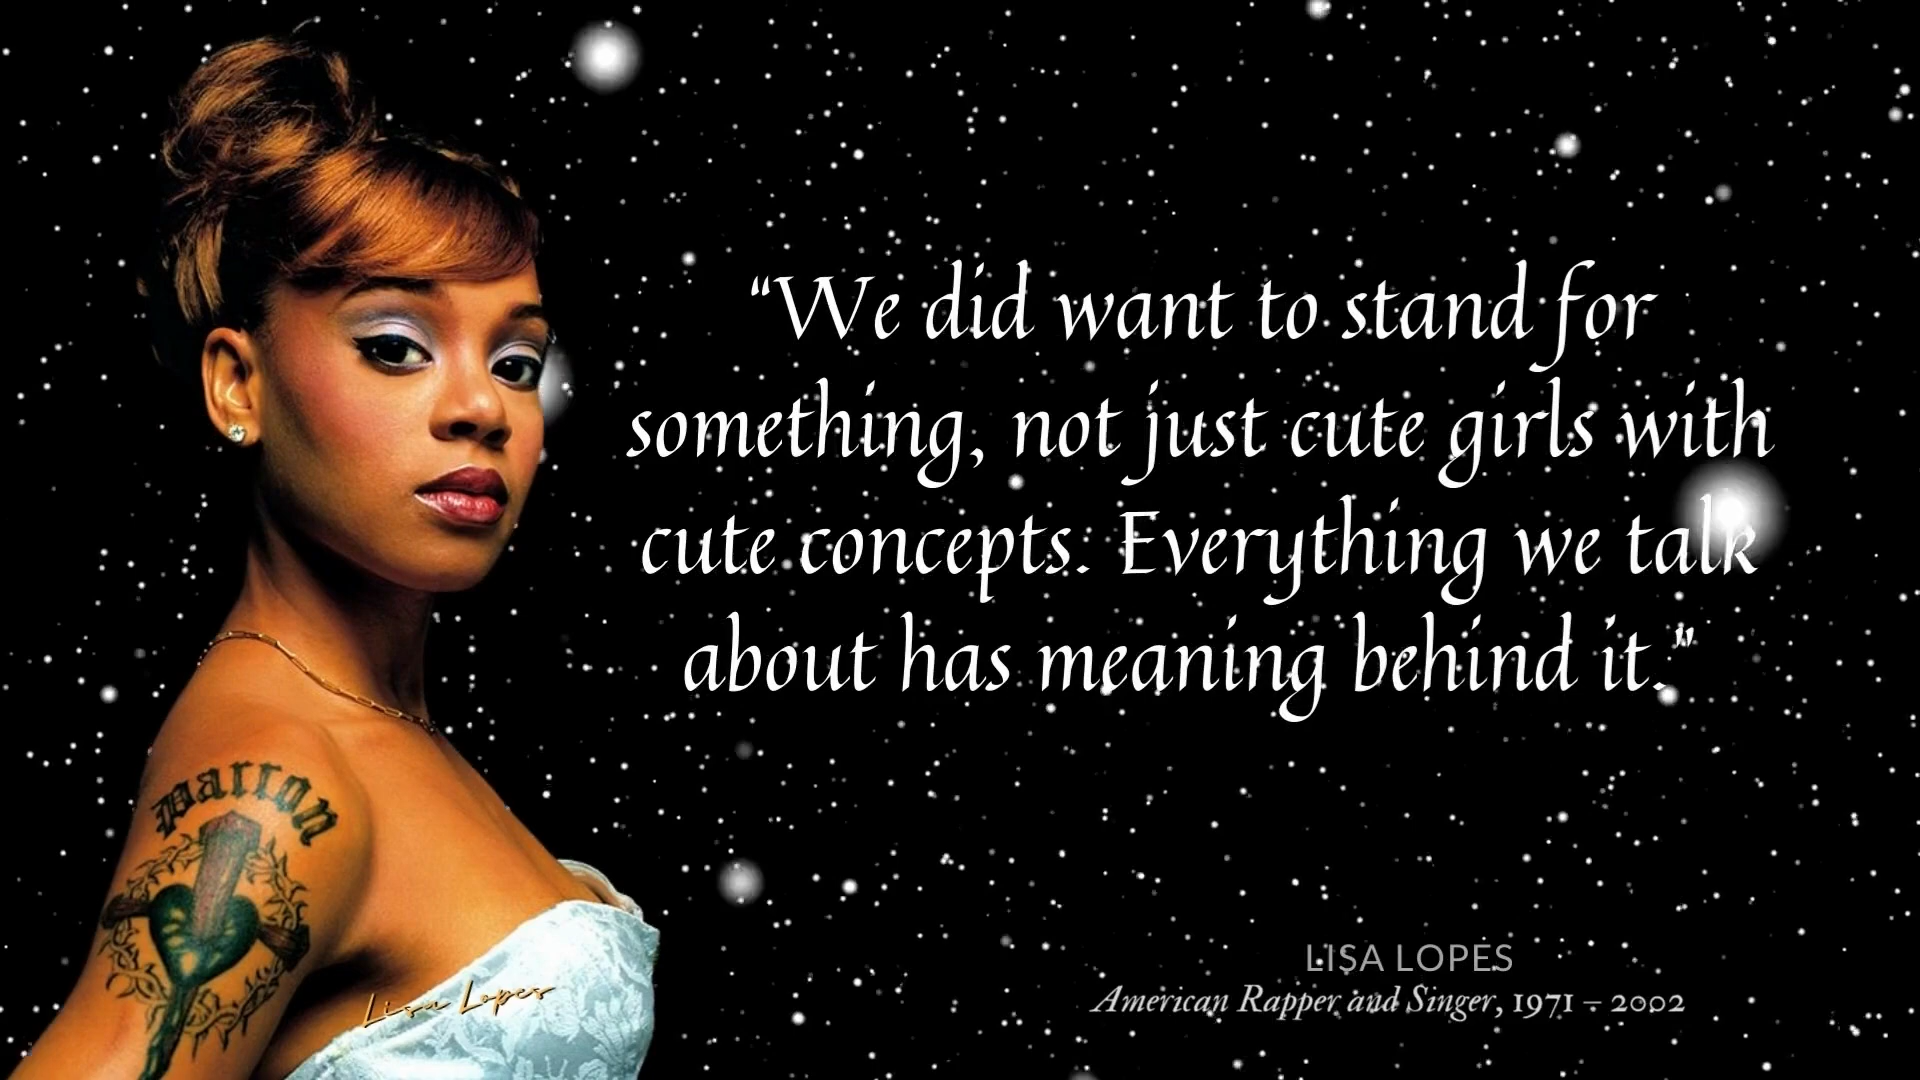 “We did want to stand for
something, not just cute girls with
cute concepts. Everything we talk
about has meaning behind it.”
warron
Lisa Lopes
LISA LOPES
American Rapper and Singer, 1971 – 2002